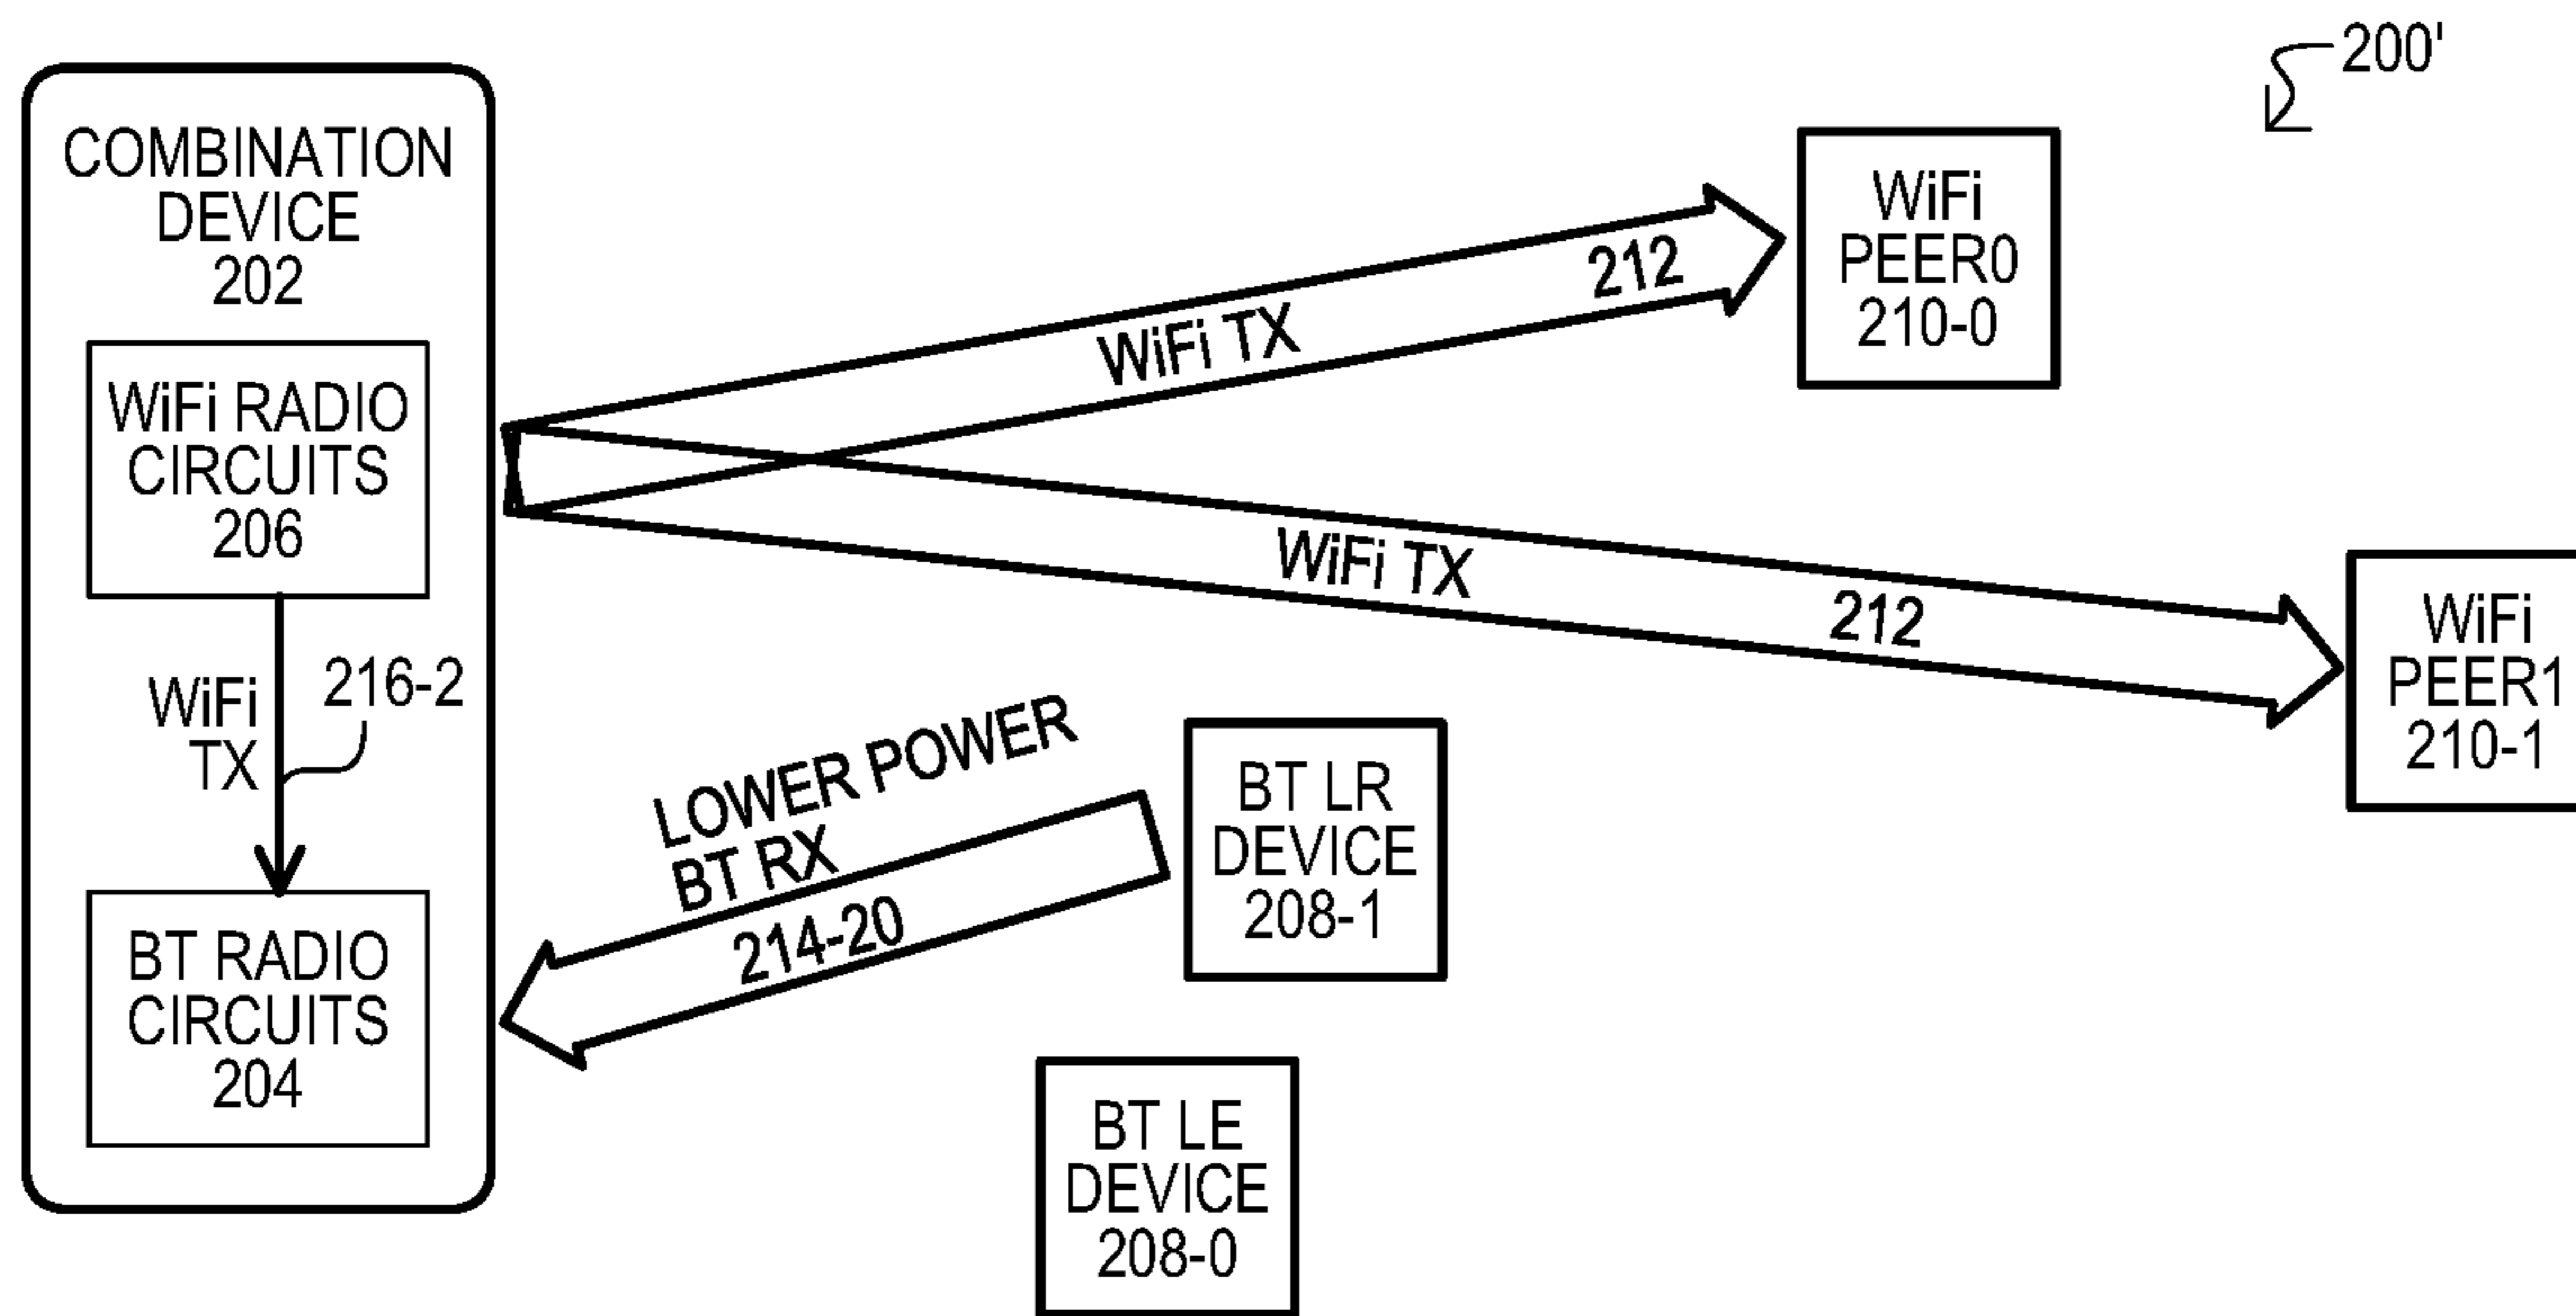 200'
COMBINATION
DEVICE
202
WiFi RADIO
CIRCUITS
206
WiFi
TX
216-2
BT RADIO
CIRCUITS
204
WiFi TX
212
WiFi
PEER0
210-0
WiFi TX
212
WiFi
PEER1
210-1
LOWER POWER
BT RX
214-20
BT LR
DEVICE
208-1
BT LE
DEVICE
208-0